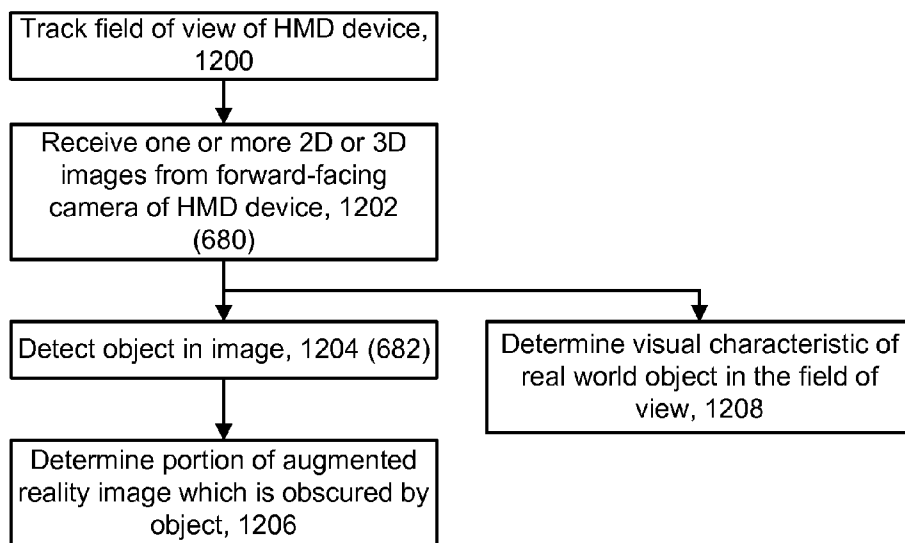 Track field of view of HMD device,
1200
Receive one or more 2D or 3D
images from forward-facing
camera of HMD device, 1202
(680)
Detect object in image, 1204 (682)
Determine visual characteristic of
real world object in the field of
view, 1208
Determine portion of augmented
reality image which is obscured by
object, 1206